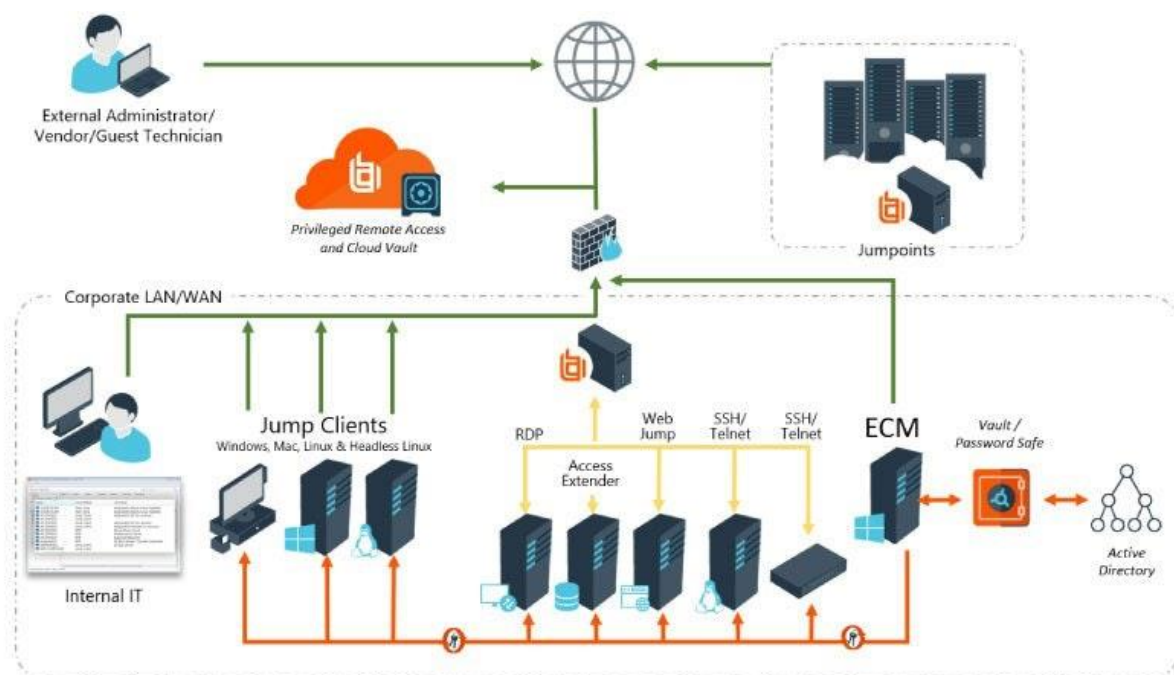 External Administrator/
Vendor/Guest Technician
Privileged Remote Access
and Cloud Vault
Jumpoints
Corporate LAN/WAN
Jump Clients
Windows, Mac, Linux & Headless Linux
RDP
Access
Extender
Web
Jump
SSH/
Telnet
SSH/
Telnet
ECM
Vault /
Password Safe
Active
Directory
Internal IT